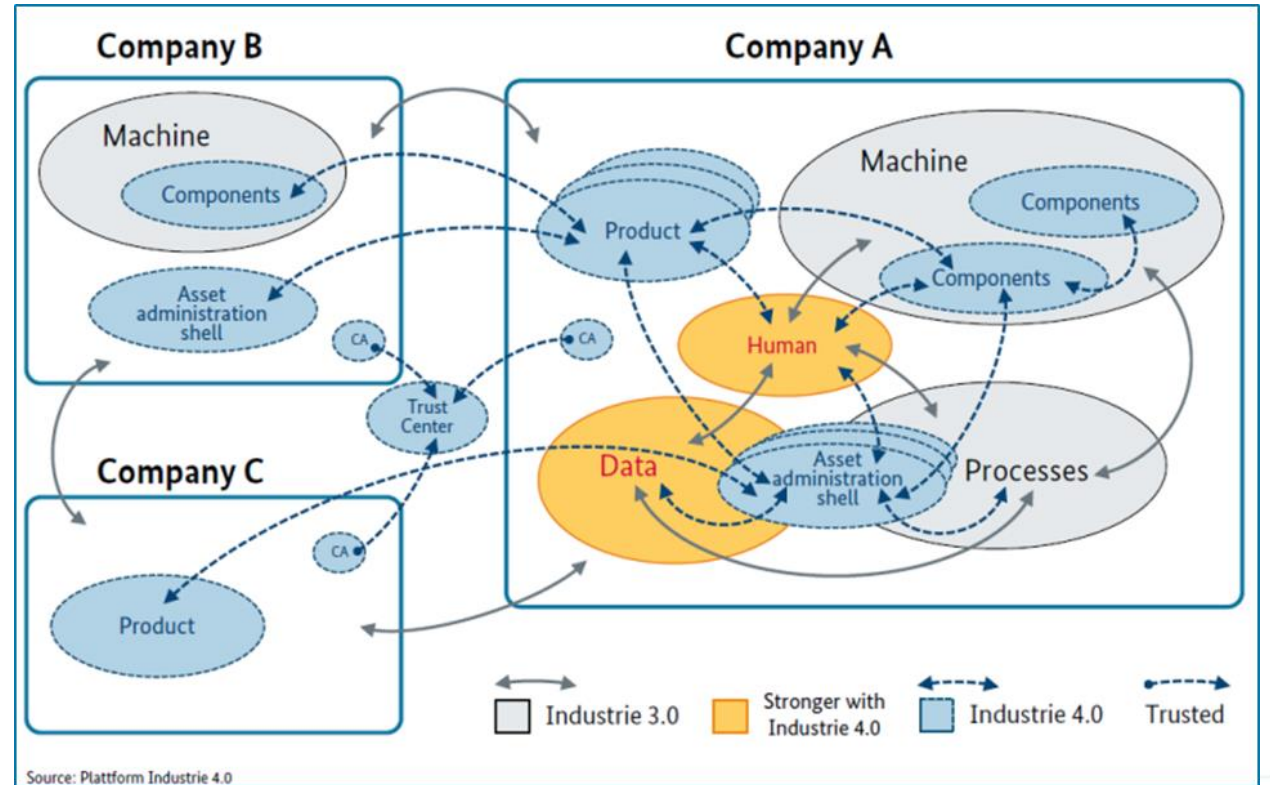 Company B
Company A
Machine
Components
Asset
administration
shell
CA
Product
Machine
Components
Components
Human
CA
Trust
Center
Data
Asset
administration
shell
Processes
Company C
CA
Product
Industrie 3.0
Stronger with
Industrie 4.0
Industrie 4.0
Trusted
Source: Plattform Industrie 4.0